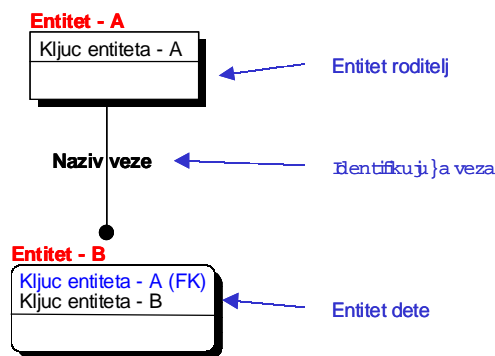 Entitet - A
Kljuc entiteta - A
Entitet roditelj
Naziv veze
Identifikuju}a veza
Entitet - B
Kljuc entiteta - A (FK)
Kljuc entiteta - B
Entitet dete